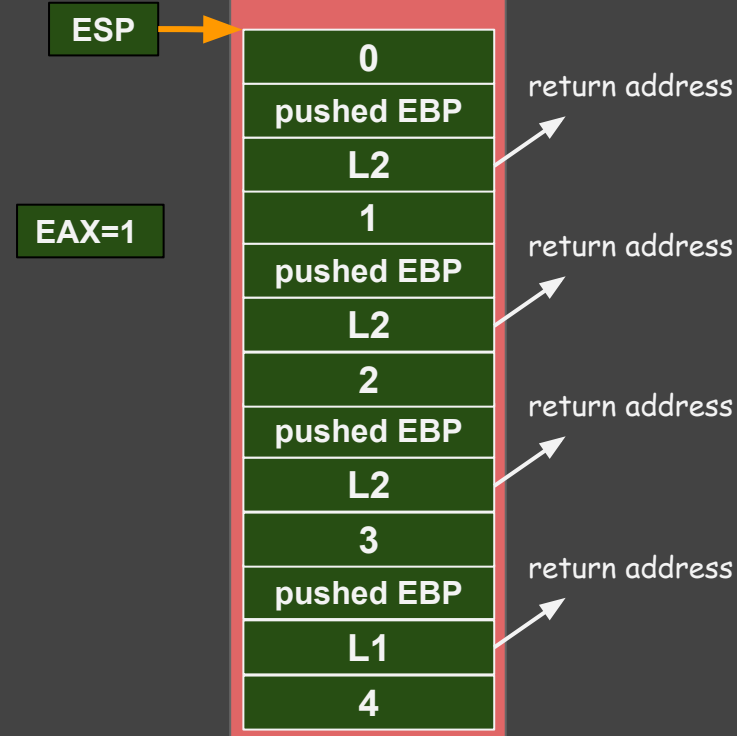 ESP
0
pushed EBP
return address
L2
1
EAX=1
pushed EBP
return address
L2
2
pushed EBP
return address
L2
3
pushed EBP
return address
L1
4